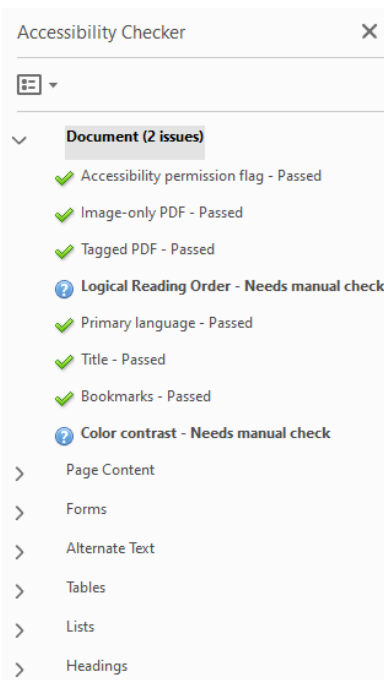 Accessibility Checker
Document (2 issues)
Accessibility permission flag - Passed
Image-only PDF - Passed
Tagged PDF - Passed
Logical Reading Order - Needs manual check
Primary language - Passed
Title - Passed
Bookmarks - Passed
Color contrast - Needs manual check
Page Content
Forms
Alternate Text
Tables
Lists
Headings